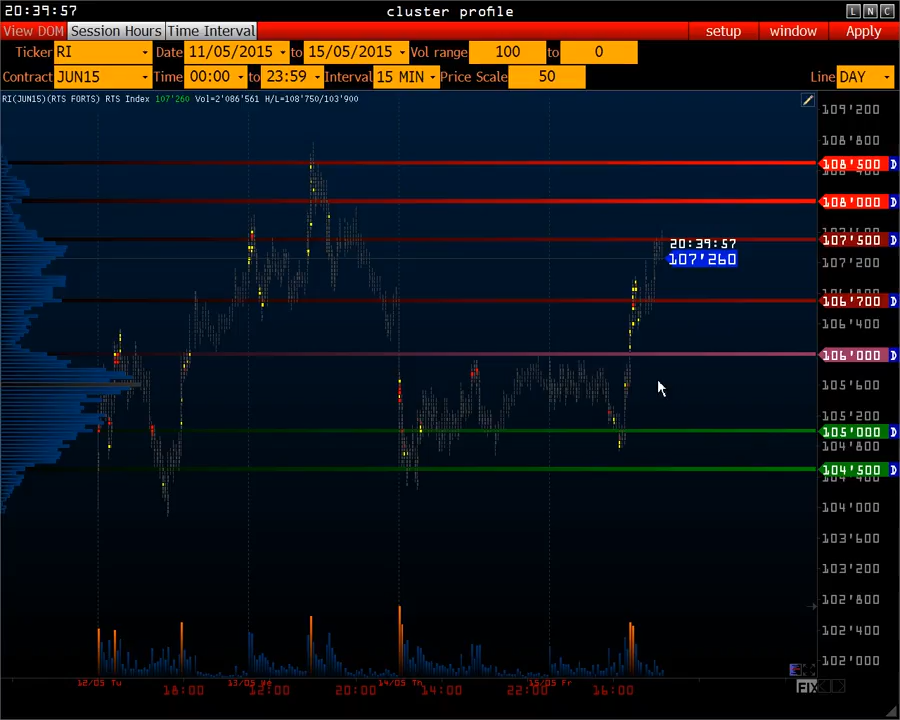 20:39:57 cluster profile L N C
View DOM Session Hours Time Interval setup window Apply
Ticker RI Date 11/05/2015 to 15/05/2015 Vol range 100 to 0
Contract JUN15 Time 00:00 to 23:59 Interval 15 MIN Price Scale 50 Line DAY
RI(JUN15)(RTS FORTS) RTS Index 107'260 Vol=2'086'561 H/L=108'750/103'900
109'200
108'800
108'500 D
108'000 D
107'500 D
20:39:57
107'260
107'200
106'700 D
106'400
106'000 D
105'600
105'200
105'000 D
104'800
104'500 D
104'000
103'600
103'200
102'800
102'400
102'000
12/05 Tu 13/05 We 14/05 Th 15/05 Fr
18:00 12:00 20:00 14:00 22:00 16:00 FIX